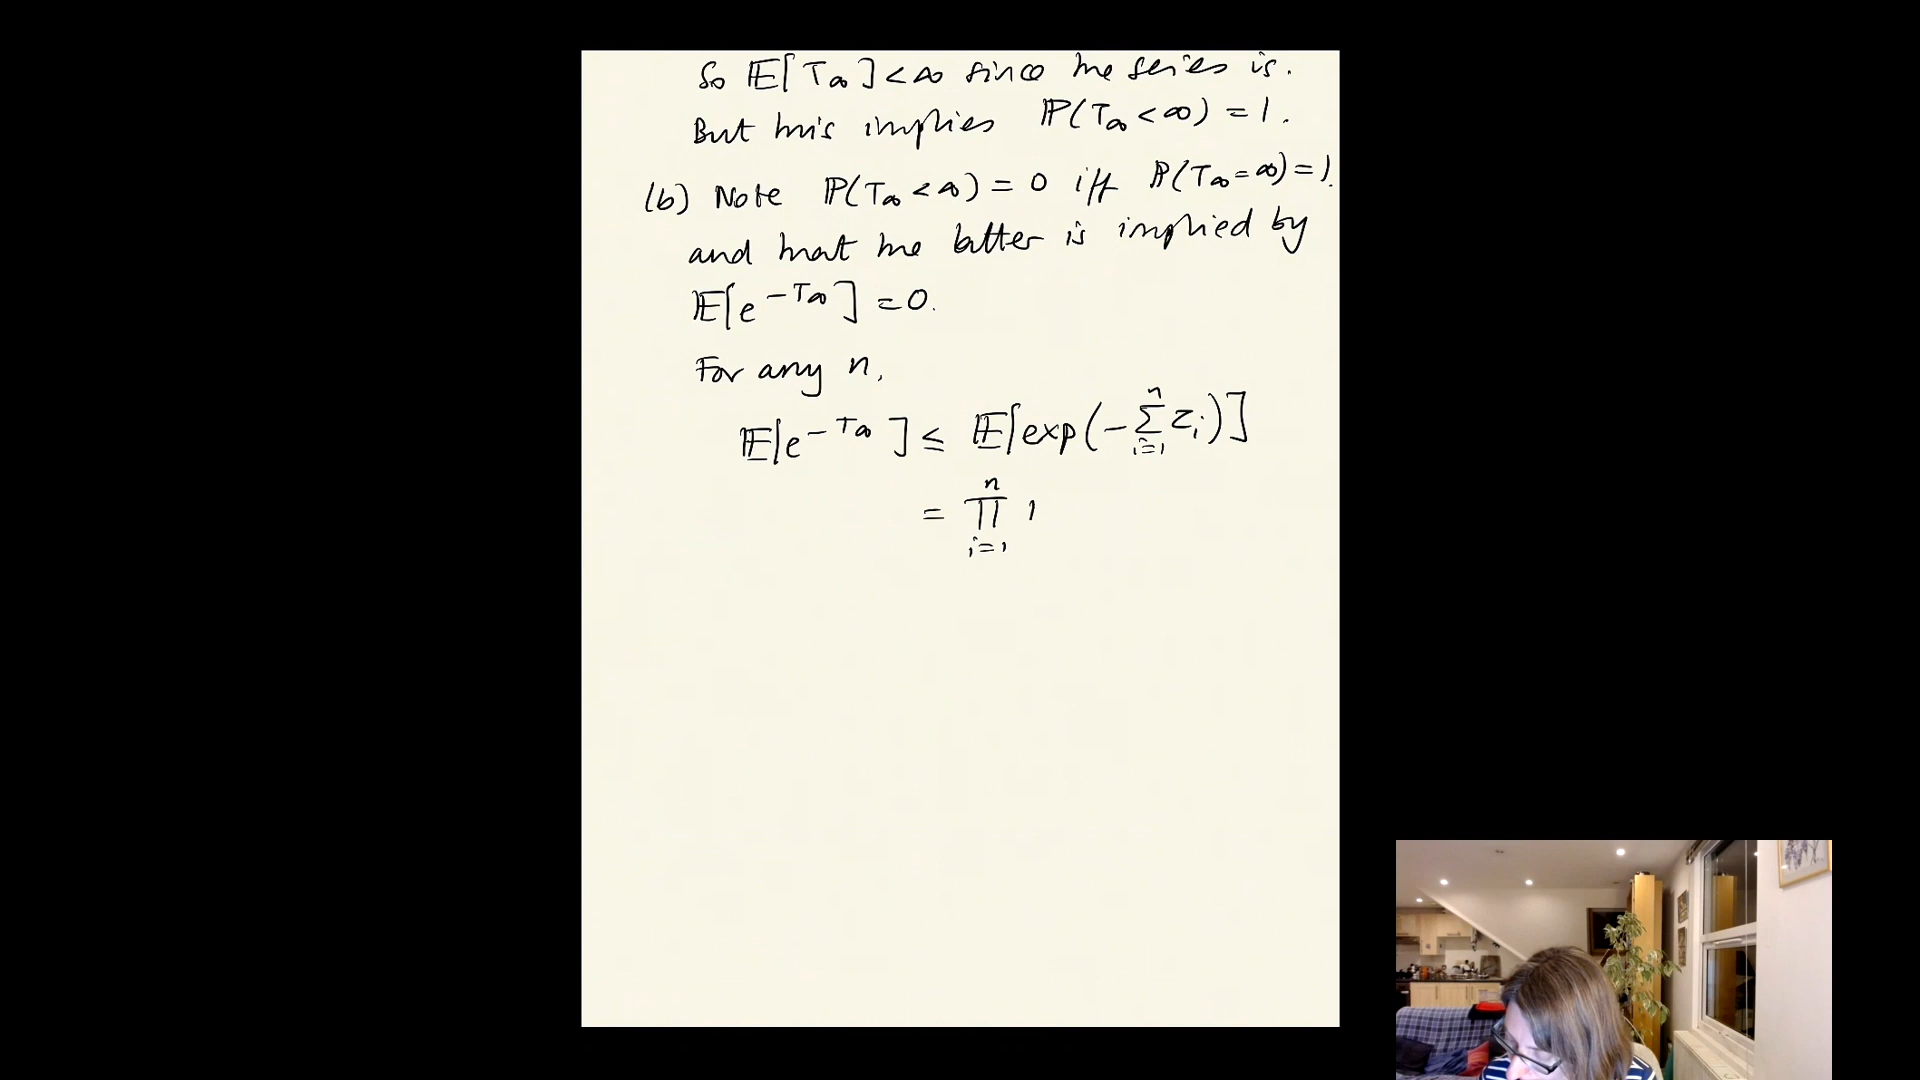 So 𝔼[T∞] < ∞ since the series is.
But this implies ℙ(T∞ < ∞) = 1.
(b) Note ℙ(T∞ < ∞) = 0 iff ℙ(T∞ = ∞) = 1.
and that the latter is implied by
𝔼[e^{-T∞}] = 0.
For any n,
𝔼[e^{-T∞}] ≤ 𝔼[exp(-∑_{i=1}^{n} Z_i)]
= ∏_{i=1}^{n} 1